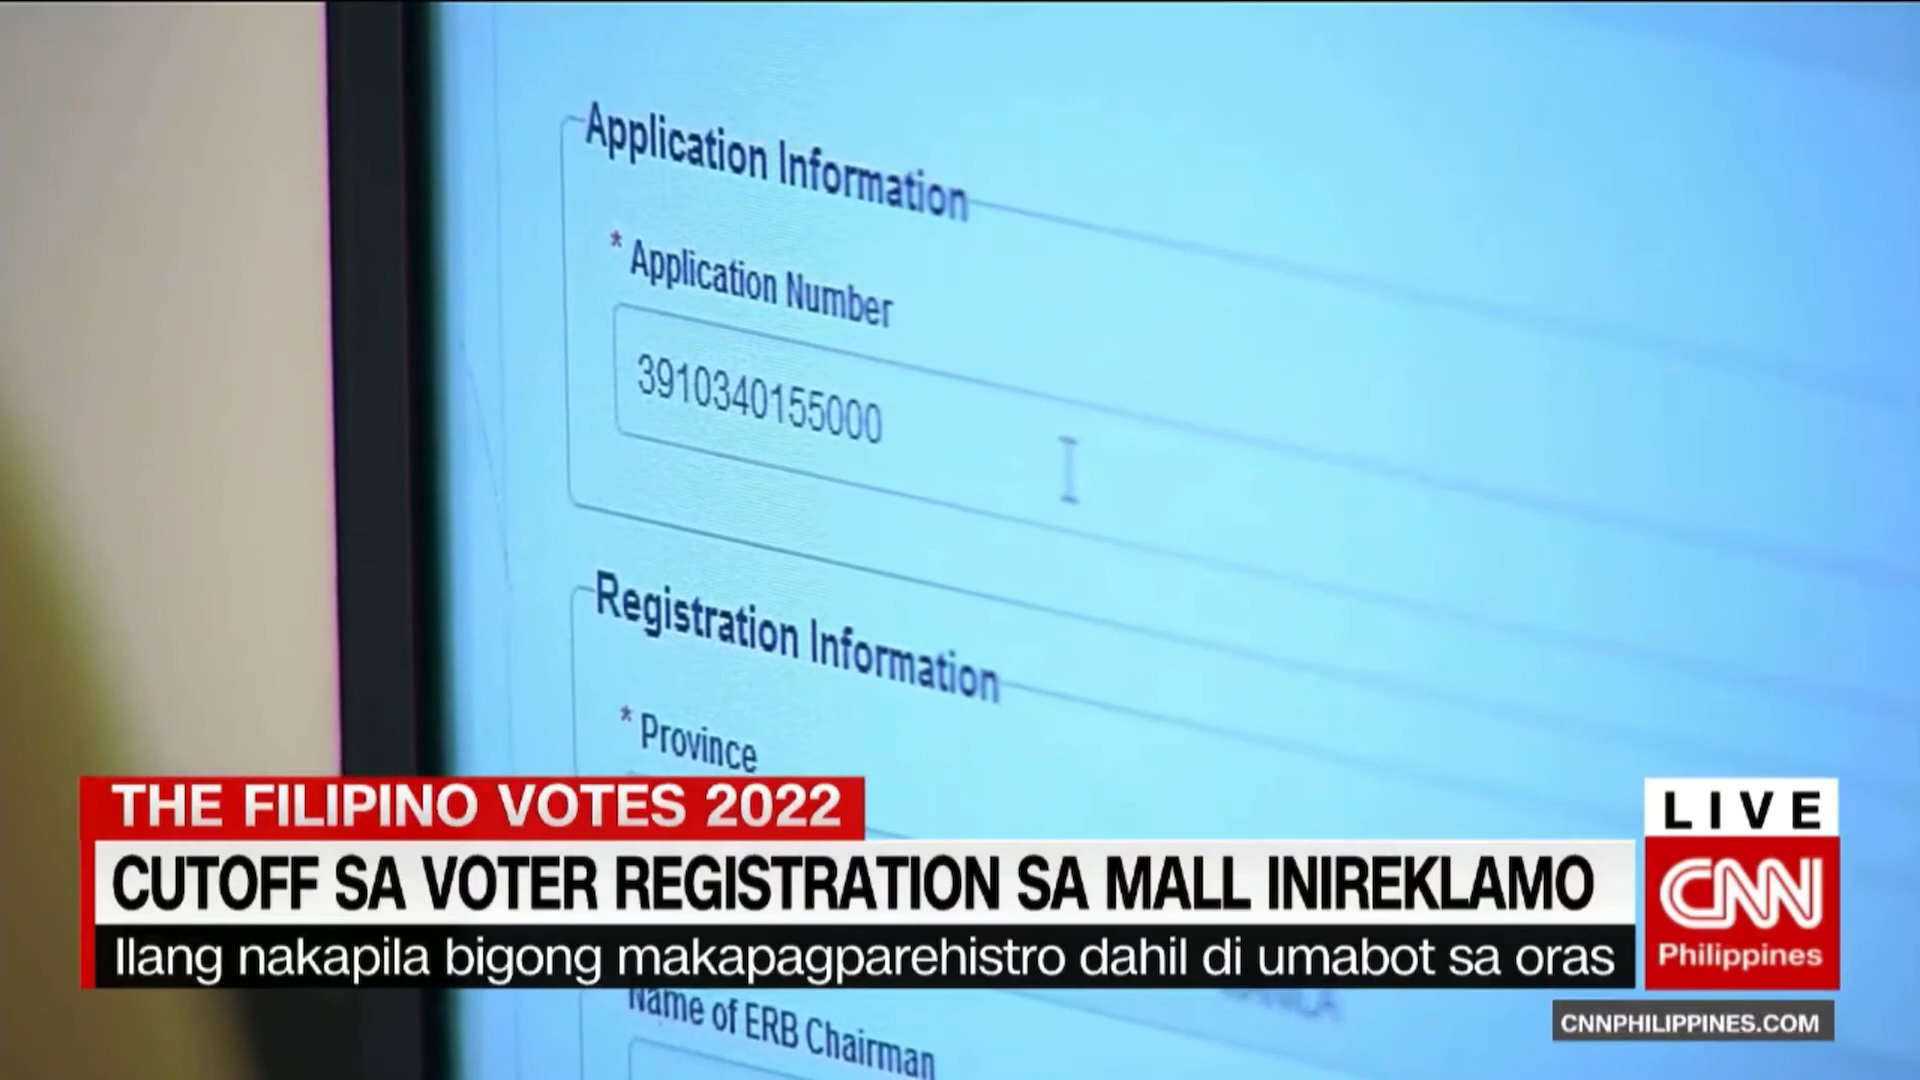 Application Information
* Application Number
3910340155000
Registration Information
* Province
THE FILIPINO VOTES 2022
CUTOFF SA VOTER REGISTRATION SA MALL INIREKLAMO
Ilang nakapila bigong makapagparehistro dahil di umabot sa oras
LIVE
CNN
Philippines
Name of ERB Chairman
CNNPHILIPPINES.COM